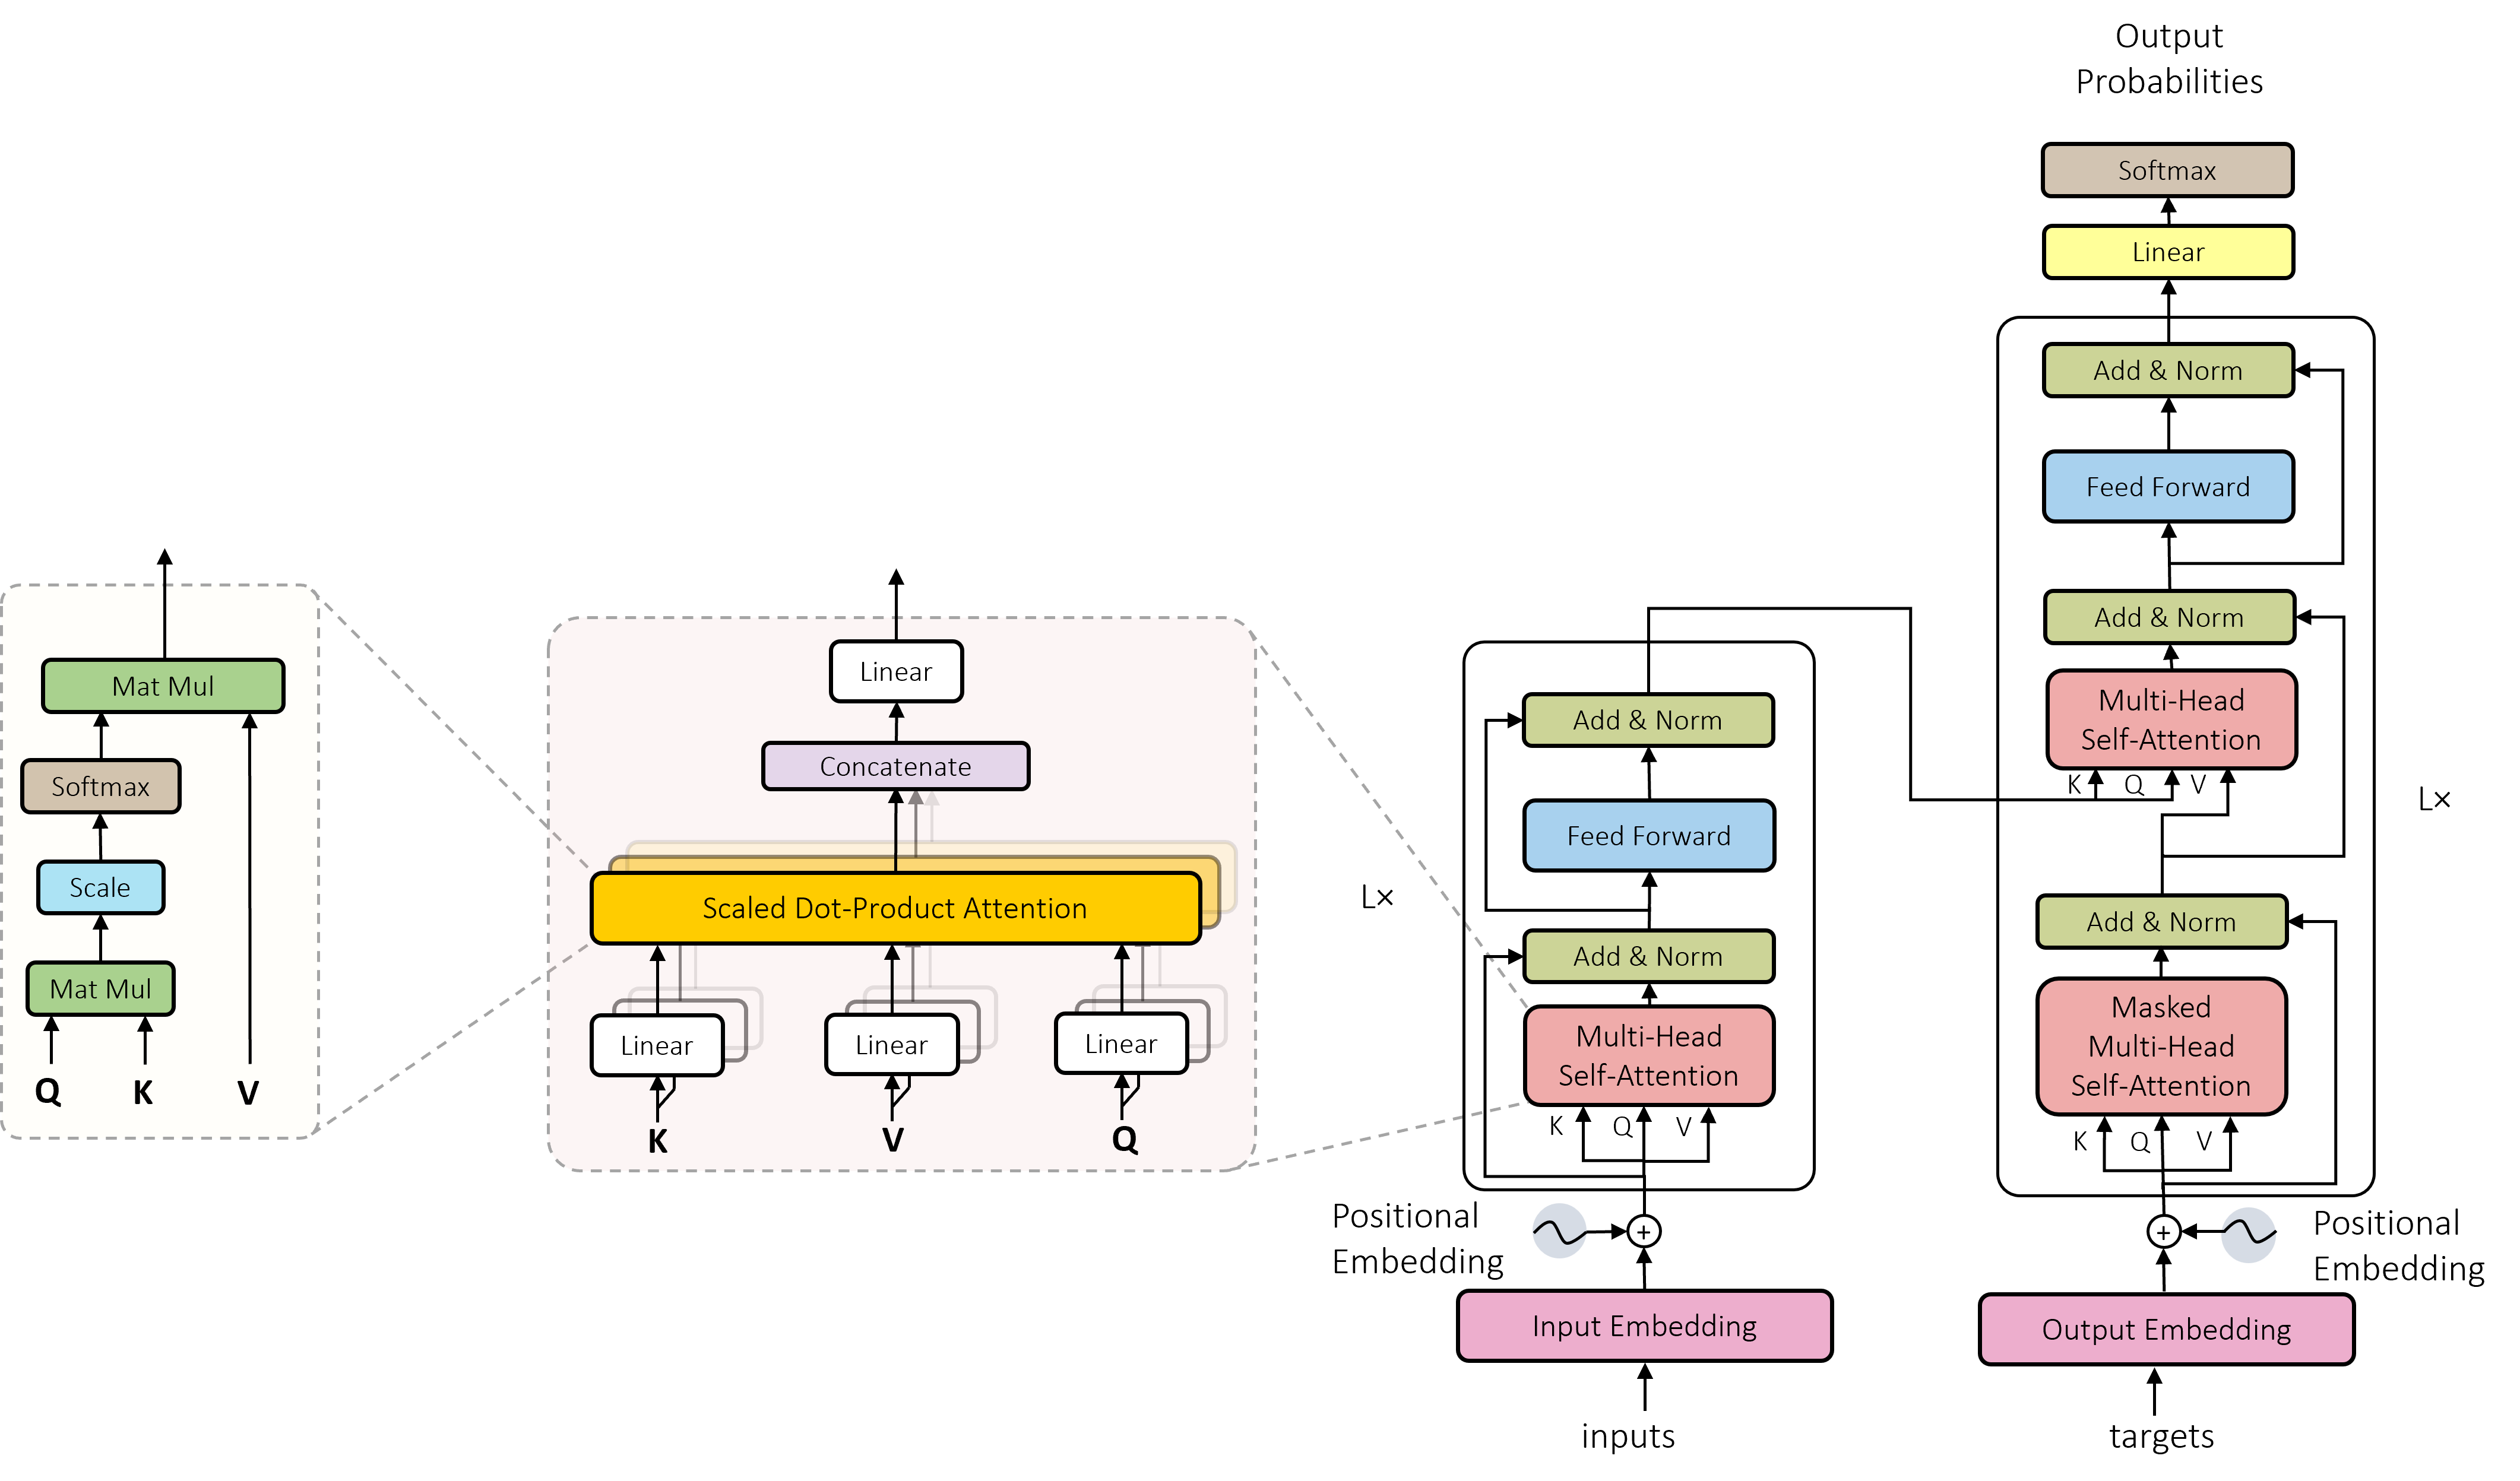 Mat Mul
Softmax
Scale
Mat Mul
Q
K
V
Linear
Concatenate
Scaled Dot-Product Attention
Linear
Linear
Linear
K
V
Q
L×
Add & Norm
Feed Forward
Add & Norm
Multi-Head
Self-Attention
K
Q
V
Positional
Embedding
+
Input Embedding
inputs
Output
Probabilities
Softmax
Linear
Add & Norm
Feed Forward
Add & Norm
Multi-Head
Self-Attention
K
Q
V
L×
Add & Norm
Masked
Multi-Head
Self-Attention
K
Q
V
+
Positional
Embedding
Output Embedding
targets